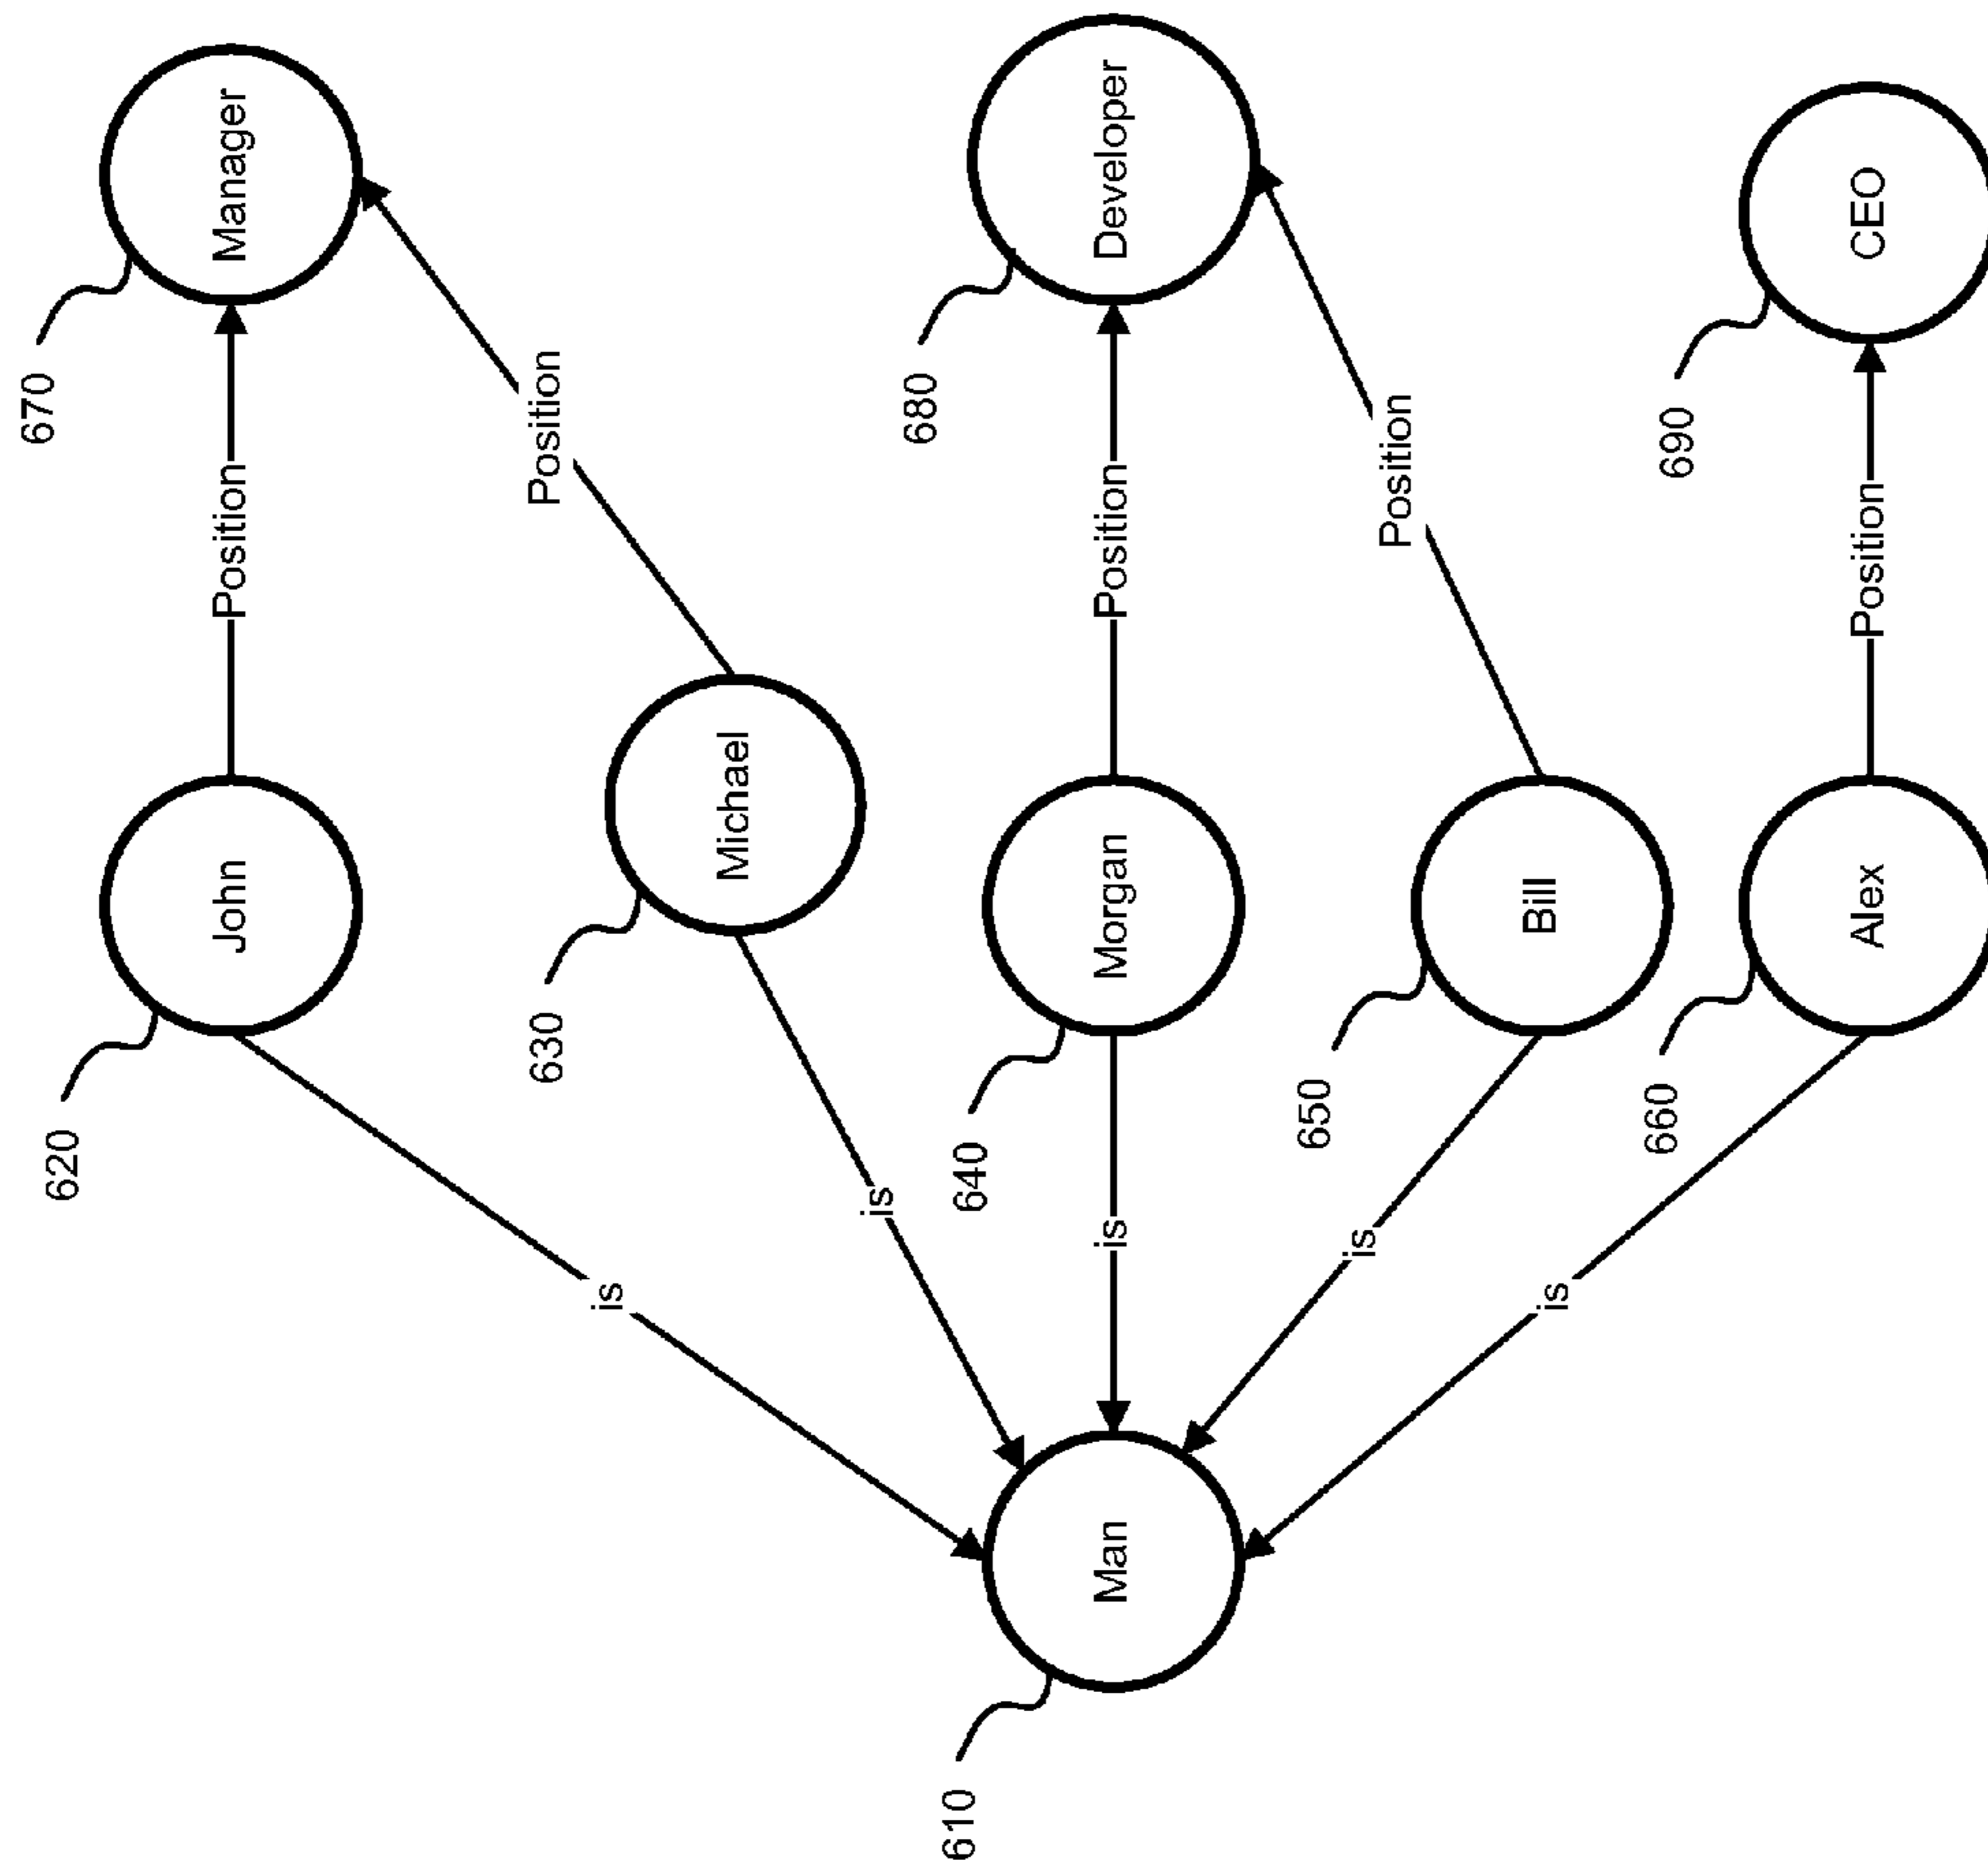 610
Man
is
is
is
is
is
620
John
630
Michael
640
Morgan
650
Bill
660
Alex
Position
Position
Position
Position
Position
670
Manager
680
Developer
690
CEO